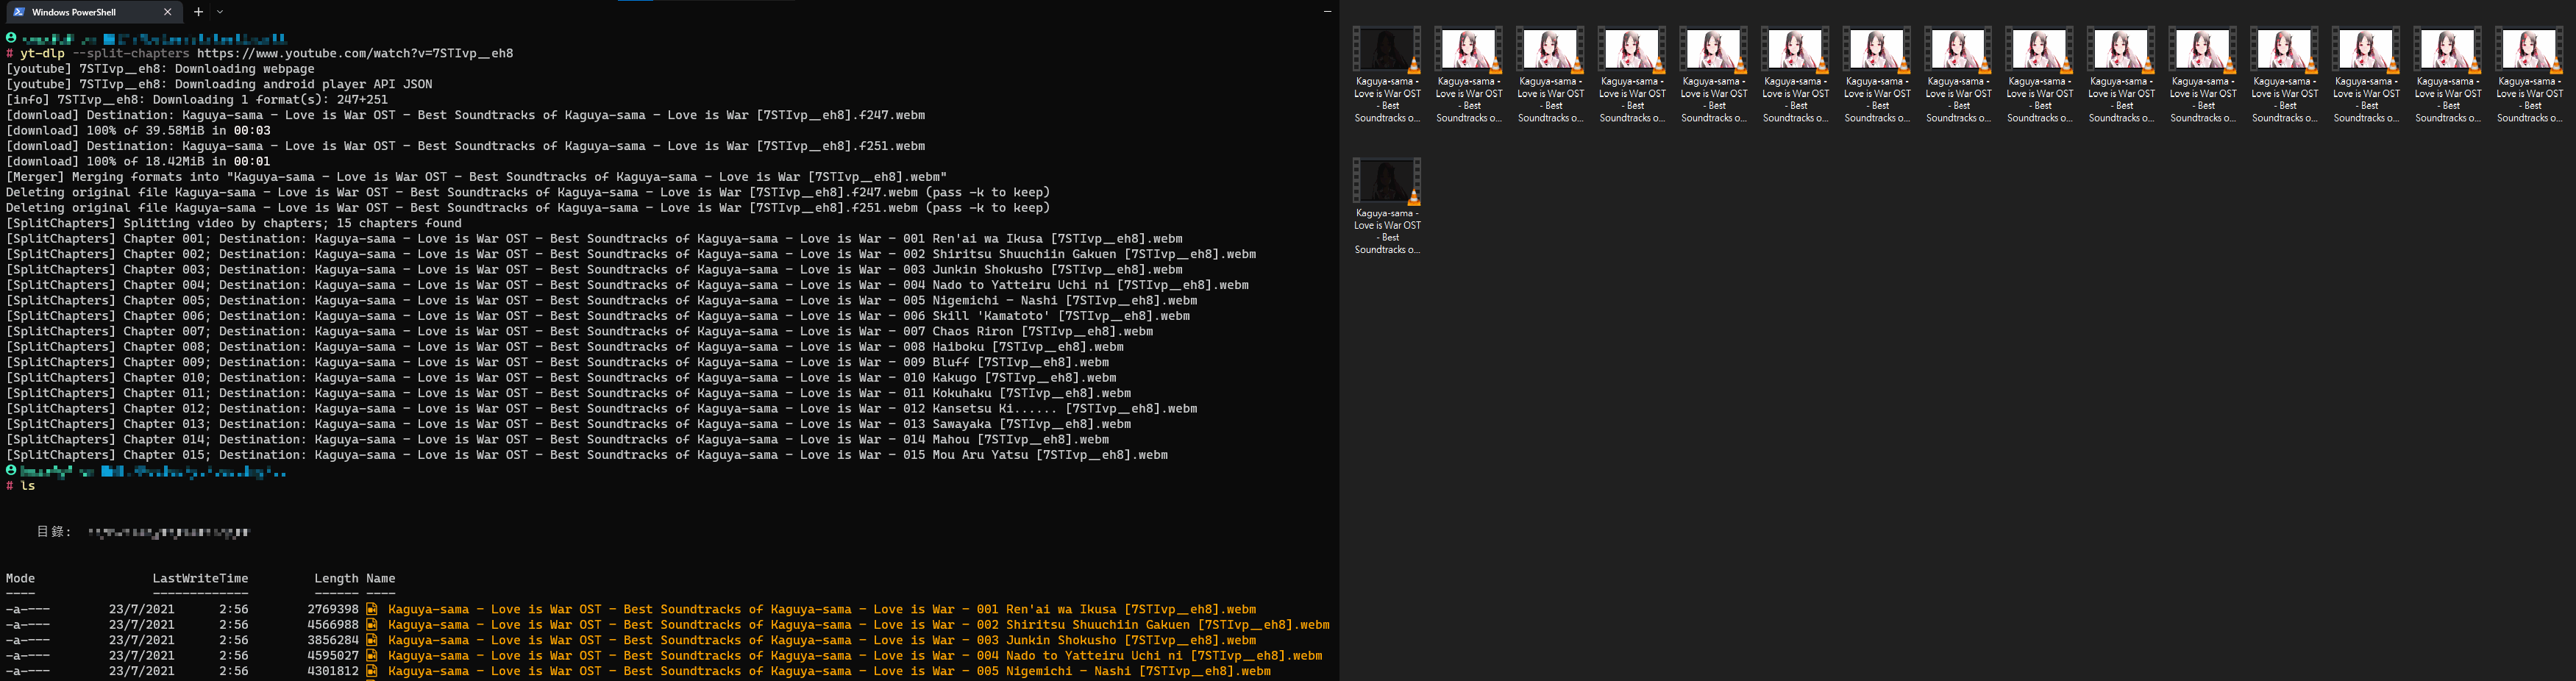 Windows PowerShell
# yt-dlp --split-chapters https://www.youtube.com/watch?v=7STIvp__eh8
[youtube] 7STIvp__eh8: Downloading webpage
[youtube] 7STIvp__eh8: Downloading android player API JSON
[info] 7STIvp__eh8: Downloading 1 format(s): 247+251
[download] Destination: Kaguya-sama - Love is War OST - Best Soundtracks of Kaguya-sama - Love is War [7STIvp__eh8].f247.webm
[download] 100% of 39.58MiB in 00:03
[download] Destination: Kaguya-sama - Love is War OST - Best Soundtracks of Kaguya-sama - Love is War [7STIvp__eh8].f251.webm
[download] 100% of 18.42MiB in 00:01
[Merger] Merging formats into "Kaguya-sama - Love is War OST - Best Soundtracks of Kaguya-sama - Love is War [7STIvp__eh8].webm"
Deleting original file Kaguya-sama - Love is War OST - Best Soundtracks of Kaguya-sama - Love is War [7STIvp__eh8].f247.webm (pass -k to keep)
Deleting original file Kaguya-sama - Love is War OST - Best Soundtracks of Kaguya-sama - Love is War [7STIvp__eh8].f251.webm (pass -k to keep)
[SplitChapters] Splitting video by chapters; 15 chapters found
[SplitChapters] Chapter 001; Destination: Kaguya-sama - Love is War OST - Best Soundtracks of Kaguya-sama - Love is War - 001 Ren'ai wa Ikusa [7STIvp__eh8].webm
[SplitChapters] Chapter 002; Destination: Kaguya-sama - Love is War OST - Best Soundtracks of Kaguya-sama - Love is War - 002 Shiritsu Shuuchiin Gakuen [7STIvp__eh8].webm
[SplitChapters] Chapter 003; Destination: Kaguya-sama - Love is War OST - Best Soundtracks of Kaguya-sama - Love is War - 003 Junkin Shokusho [7STIvp__eh8].webm
[SplitChapters] Chapter 004; Destination: Kaguya-sama - Love is War OST - Best Soundtracks of Kaguya-sama - Love is War - 004 Nado to Yatteiru Uchi ni [7STIvp__eh8].webm
[SplitChapters] Chapter 005; Destination: Kaguya-sama - Love is War OST - Best Soundtracks of Kaguya-sama - Love is War - 005 Nigemichi - Nashi [7STIvp__eh8].webm
[SplitChapters] Chapter 006; Destination: Kaguya-sama - Love is War OST - Best Soundtracks of Kaguya-sama - Love is War - 006 Skill 'Kamatoto' [7STIvp__eh8].webm
[SplitChapters] Chapter 007; Destination: Kaguya-sama - Love is War OST - Best Soundtracks of Kaguya-sama - Love is War - 007 Chaos Riron [7STIvp__eh8].webm
[SplitChapters] Chapter 008; Destination: Kaguya-sama - Love is War OST - Best Soundtracks of Kaguya-sama - Love is War - 008 Haiboku [7STIvp__eh8].webm
[SplitChapters] Chapter 009; Destination: Kaguya-sama - Love is War OST - Best Soundtracks of Kaguya-sama - Love is War - 009 Bluff [7STIvp__eh8].webm
[SplitChapters] Chapter 010; Destination: Kaguya-sama - Love is War OST - Best Soundtracks of Kaguya-sama - Love is War - 010 Kakugo [7STIvp__eh8].webm
[SplitChapters] Chapter 011; Destination: Kaguya-sama - Love is War OST - Best Soundtracks of Kaguya-sama - Love is War - 011 Kokuhaku [7STIvp__eh8].webm
[SplitChapters] Chapter 012; Destination: Kaguya-sama - Love is War OST - Best Soundtracks of Kaguya-sama - Love is War - 012 Kansetsu Ki...... [7STIvp__eh8].webm
[SplitChapters] Chapter 013; Destination: Kaguya-sama - Love is War OST - Best Soundtracks of Kaguya-sama - Love is War - 013 Sawayaka [7STIvp__eh8].webm
[SplitChapters] Chapter 014; Destination: Kaguya-sama - Love is War OST - Best Soundtracks of Kaguya-sama - Love is War - 014 Mahou [7STIvp__eh8].webm
[SplitChapters] Chapter 015; Destination: Kaguya-sama - Love is War OST - Best Soundtracks of Kaguya-sama - Love is War - 015 Mou Aru Yatsu [7STIvp__eh8].webm
# ls
目錄:
Mode LastWriteTime Length Name
---- ------------- ------ ----
-a---- 23/7/2021 2:56 2769398 Kaguya-sama - Love is War OST - Best Soundtracks of Kaguya-sama - Love is War - 001 Ren'ai wa Ikusa [7STIvp__eh8].webm
-a---- 23/7/2021 2:56 4566988 Kaguya-sama - Love is War OST - Best Soundtracks of Kaguya-sama - Love is War - 002 Shiritsu Shuuchiin Gakuen [7STIvp__eh8].webm
-a---- 23/7/2021 2:56 3856284 Kaguya-sama - Love is War OST - Best Soundtracks of Kaguya-sama - Love is War - 003 Junkin Shokusho [7STIvp__eh8].webm
-a---- 23/7/2021 2:56 4595027 Kaguya-sama - Love is War OST - Best Soundtracks of Kaguya-sama - Love is War - 004 Nado to Yatteiru Uchi ni [7STIvp__eh8].webm
-a---- 23/7/2021 2:56 4301812 Kaguya-sama - Love is War OST - Best Soundtracks of Kaguya-sama - Love is War - 005 Nigemichi - Nashi [7STIvp__eh8].webm
Kaguya-sama - Kaguya-sama - Kaguya-sama - Kaguya-sama - Kaguya-sama - Kaguya-sama - Kaguya-sama - Kaguya-sama - Kaguya-sama - Kaguya-sama - Kaguya-sama - Kaguya-sama - Kaguya-sama - Kaguya-sama - Kaguya-sama -
Love is War OST Love is War OST Love is War OST Love is War OST Love is War OST Love is War OST Love is War OST Love is War OST Love is War OST Love is War OST Love is War OST Love is War OST Love is War OST Love is War OST Love is War OST
- Best - Best - Best - Best - Best - Best - Best - Best - Best - Best - Best - Best - Best - Best - Best
Soundtracks o... Soundtracks o... Soundtracks o... Soundtracks o... Soundtracks o... Soundtracks o... Soundtracks o... Soundtracks o... Soundtracks o... Soundtracks o... Soundtracks o... Soundtracks o... Soundtracks o... Soundtracks o... Soundtracks o...
Kaguya-sama -
Love is War OST
- Best
Soundtracks o...